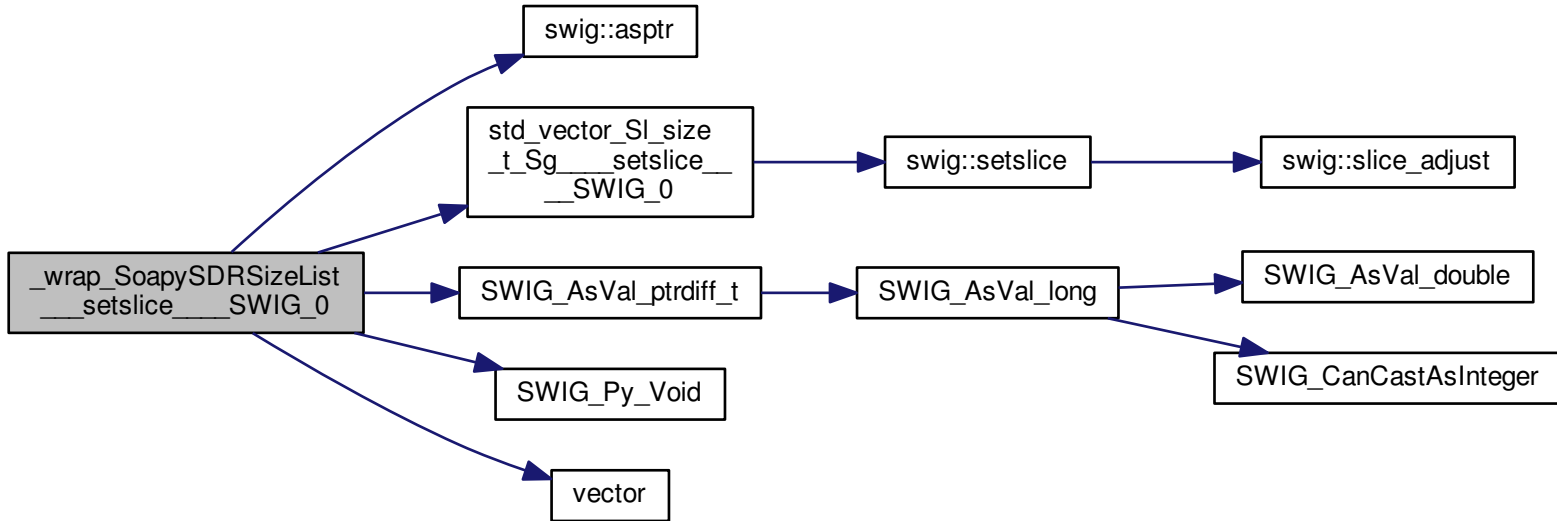 swig::asptr
std_vector_Sl_size
_t_Sg____setslice__
__SWIG_0
swig::setslice
swig::slice_adjust
_wrap_SoapySDRSizeList
___setslice____SWIG_0
SWIG_AsVal_ptrdiff_t
SWIG_AsVal_long
SWIG_AsVal_double
SWIG_CanCastAsInteger
SWIG_Py_Void
vector